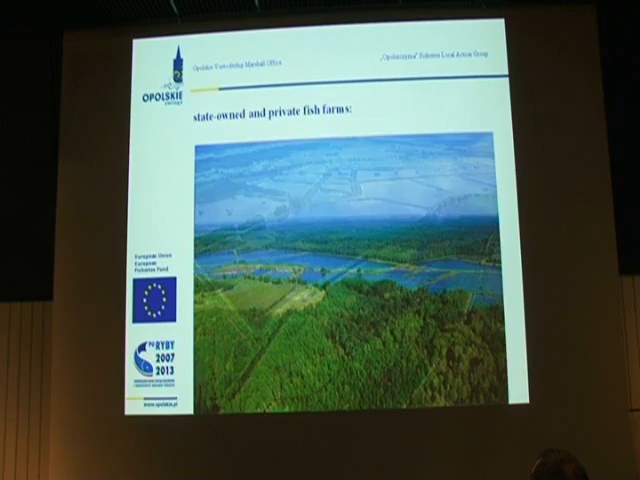 Opolskie Voivodeship Marshall Office
„Opolszczyzna” Fisheries Local Action Group
OPOLSKIE
state-owned and private fish farms:
European Union
European
Fisheries Fund
PO RYBY
2007
2013
www.opolskie.pl